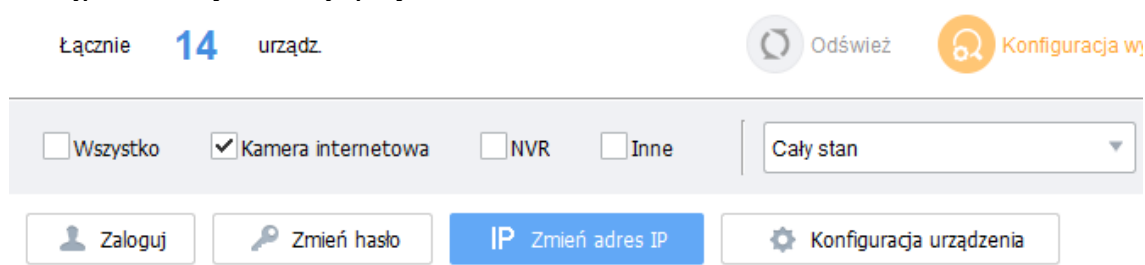 Łącznie 14 urządz. Odśwież Konfiguracja
Wszystko Kamera internetowa NVR Inne Cały stan
Zaloguj Zmień hasło IP Zmień adres IP Konfiguracja urządzenia